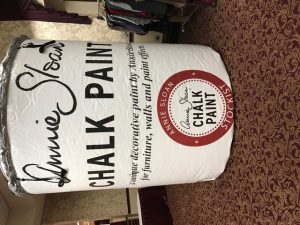 Annie Sloan
CHALK PAINT
Unique decorative paint by Annie Sloan
for furniture, walls and paint effects
ANNIE SLOAN
Annie Sloan
CHALK
PAINT
STOCKIST